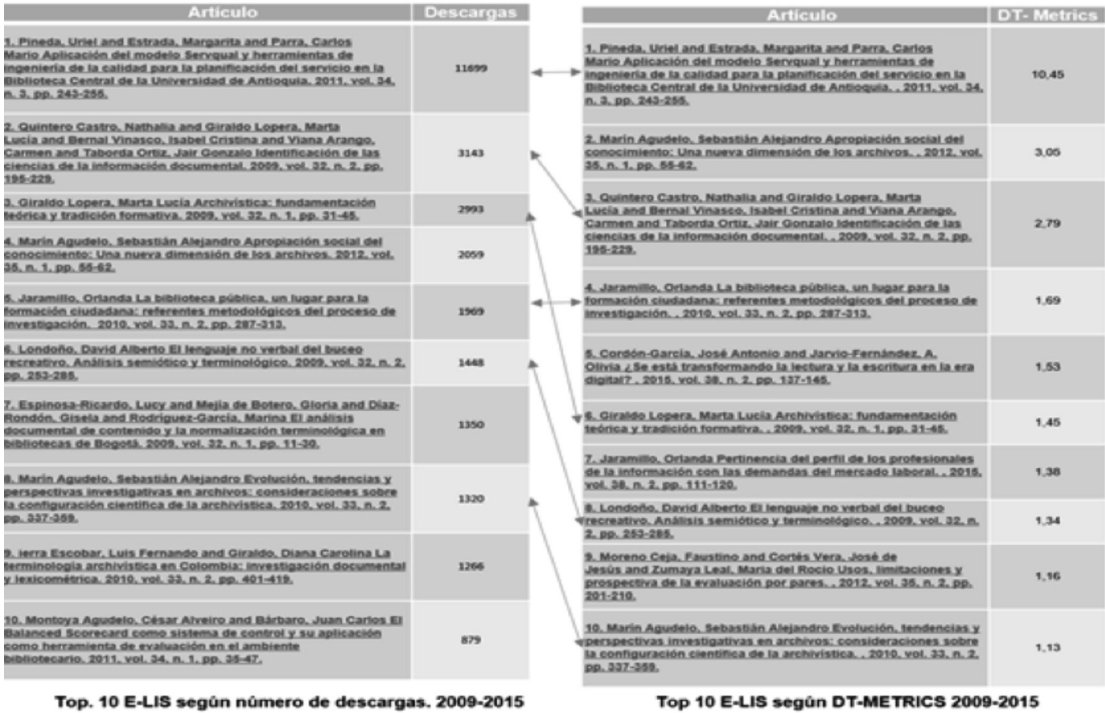 Artículo Descargas
1. Pineda, Uriel and Estrada, Margarita and Parra, Carlos
Mario Aplicación del modelo Servqual y herramientas de
ingeniería de la calidad para la planificación del servicio en la
Biblioteca Central de la Universidad de Antioquia. 2011, vol. 34,
n. 3, pp. 243-255.
11699
2. Quintero Castro, Nathalia and Giraldo Lopera, Marta
Lucía and Bernal Vinasco, Isabel Cristina and Viana Arango,
Carmen and Taborda Ortiz, Jair Gonzalo Identificación de las
ciencias de la información documental. 2009, vol. 32, n. 2, pp.
195-229.
3143
3. Giraldo Lopera, Marta Lucía Archivística: fundamentación
teórica y tradición formativa. 2009, vol. 32, n. 1, pp. 31-45.
2993
4. Marín Agudelo, Sebastián Alejandro Apropiación social del
conocimiento: Una nueva dimensión de los archivos. 2012, vol.
35, n. 1, pp. 55-62.
2059
5. Jaramillo, Orlanda La biblioteca pública, un lugar para la
formación ciudadana: referentes metodológicos del proceso de
investigación. 2010, vol. 33, n. 2, pp. 287-313.
1969
6. Londoño, David Alberto El lenguaje no verbal del buceo
recreativo. Análisis semiótico y terminológico. 2009, vol. 32, n. 2,
pp. 253-285.
1448
7. Espinosa-Ricardo, Lucy and Mejía de Botero, Gloria and Díaz-
Rondón, Gisela and Rodríguez-García, Marina El análisis
documental de contenido y la normalización terminológica en
bibliotecas de Bogotá. 2009, vol. 32, n. 1, pp. 11-30.
1350
8. Marín Agudelo, Sebastián Alejandro Evolución, tendencias y
perspectivas investigativas en archivos: consideraciones sobre
la configuración científica de la archivística. 2010, vol. 33, n. 2,
pp. 337-359.
1320
9. ierra Escobar, Luis Fernando and Giraldo, Diana Carolina La
terminología archivística en Colombia: investigación documental
y lexicométrica. 2010, vol. 33, n. 2, pp. 401-419.
1266
10. Montoya Agudelo, César Alveiro and Bárbaro, Juan Carlos El
Balanced Scorecard como sistema de control y su aplicación
como herramienta de evaluación en el ambiente
bibliotecario. 2011, vol. 34, n. 1, pp. 35-47.
879
Top. 10 E-LIS según número de descargas. 2009-2015
Artículo DT- Metrics
1. Pineda, Uriel and Estrada, Margarita and Parra, Carlos
Mario Aplicación del modelo Servqual y herramientas de
ingeniería de la calidad para la planificación del servicio en la
Biblioteca Central de la Universidad de Antioquia. , 2011, vol. 34,
n. 3, pp. 243-255.
10,45
2. Marín Agudelo, Sebastián Alejandro Apropiación social del
conocimiento: Una nueva dimensión de los archivos. , 2012, vol.
35, n. 1, pp. 55-62.
3,05
3. Quintero Castro, Nathalia and Giraldo Lopera, Marta
Lucía and Bernal Vinasco, Isabel Cristina and Viana Arango,
Carmen and Taborda Ortiz, Jair Gonzalo Identificación de las
ciencias de la información documental. , 2009, vol. 32, n. 2, pp.
195-229.
2,79
4. Jaramillo, Orlanda La biblioteca pública, un lugar para la
formación ciudadana: referentes metodológicos del proceso de
investigación. , 2010, vol. 33, n. 2, pp. 287-313.
1,69
5. Cordón-García, José Antonio and Jarvio-Fernández, A.
Olivia ¿Se está transformando la lectura y la escritura en la era
digital? , 2015, vol. 38, n. 2, pp. 137-145.
1,53
6. Giraldo Lopera, Marta Lucía Archivística: fundamentación
teórica y tradición formativa. , 2009, vol. 32, n. 1, pp. 31-45.
1,45
7. Jaramillo, Orlanda Pertinencia del perfil de los profesionales
de la información con las demandas del mercado laboral. , 2015,
vol. 38, n. 2, pp. 111-120.
1,38
8. Londoño, David Alberto El lenguaje no verbal del buceo
recreativo. Análisis semiótico y terminológico. , 2009, vol. 32, n.
2, pp. 253-285.
1,34
9. Moreno Ceja, Faustino and Cortés Vera, José de
Jesús and Zumaya Leal, María del Rocío Usos, limitaciones y
prospectiva de la evaluación por pares. , 2012, vol. 35, n. 2, pp.
201-210.
1,16
10. Marín Agudelo, Sebastián Alejandro Evolución, tendencias y
perspectivas investigativas en archivos: consideraciones sobre
la configuración científica de la archivística. , 2010, vol. 33, n. 2,
pp. 337-359.
1,13
Top 10 E-LIS según DT-METRICS 2009-2015